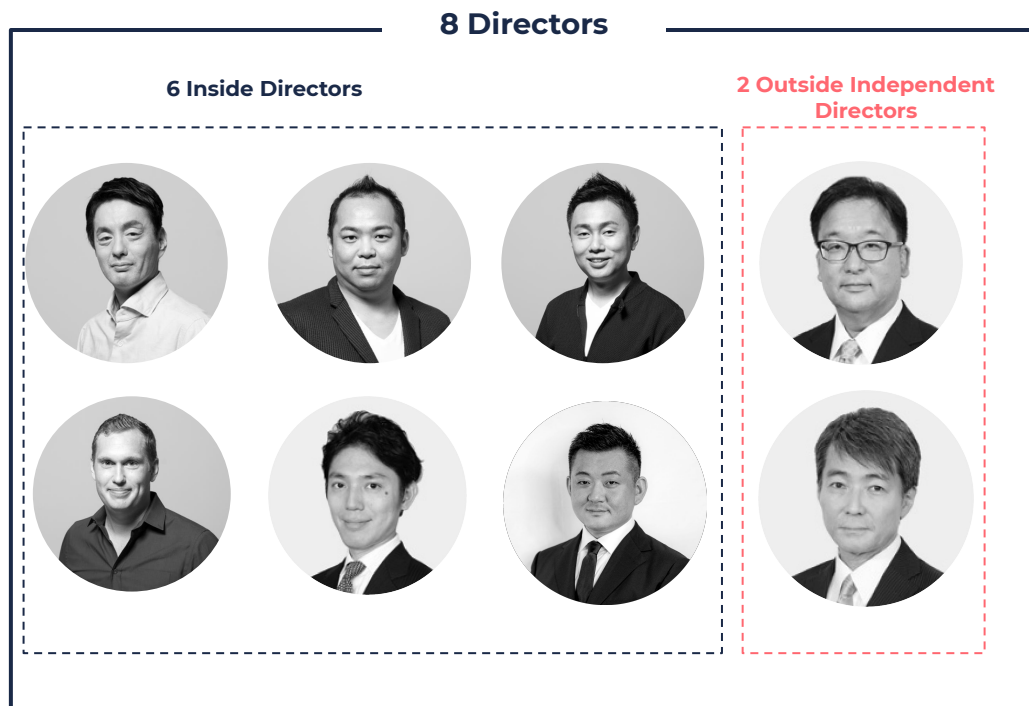 8 Directors
6 Inside Directors
2 Outside Independent
Directors